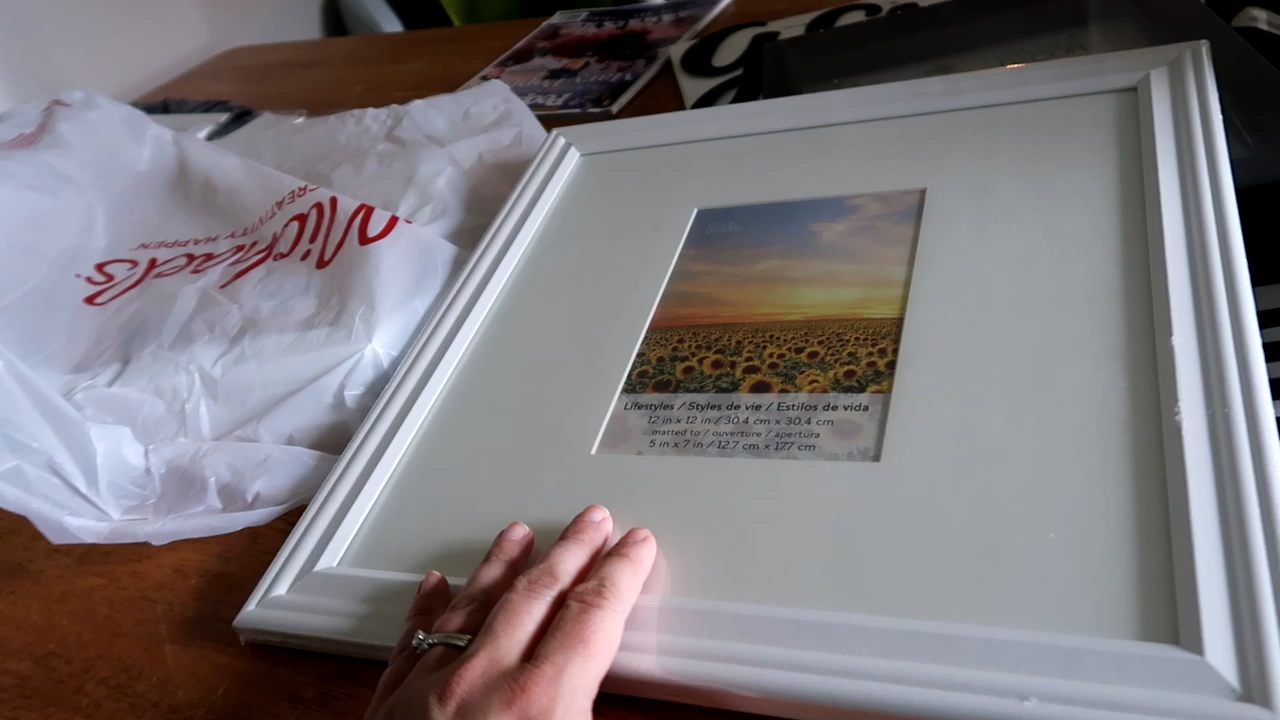 Michaels
CREATIVITY HAPPEN
Lifestyles / Styles de vie / Estilos de vida
12 in x 12 in / 30.4 cm x 30.4 cm
matted to / ouverture / apertura
5 in x 7 in / 12.7 cm x 17.7 cm